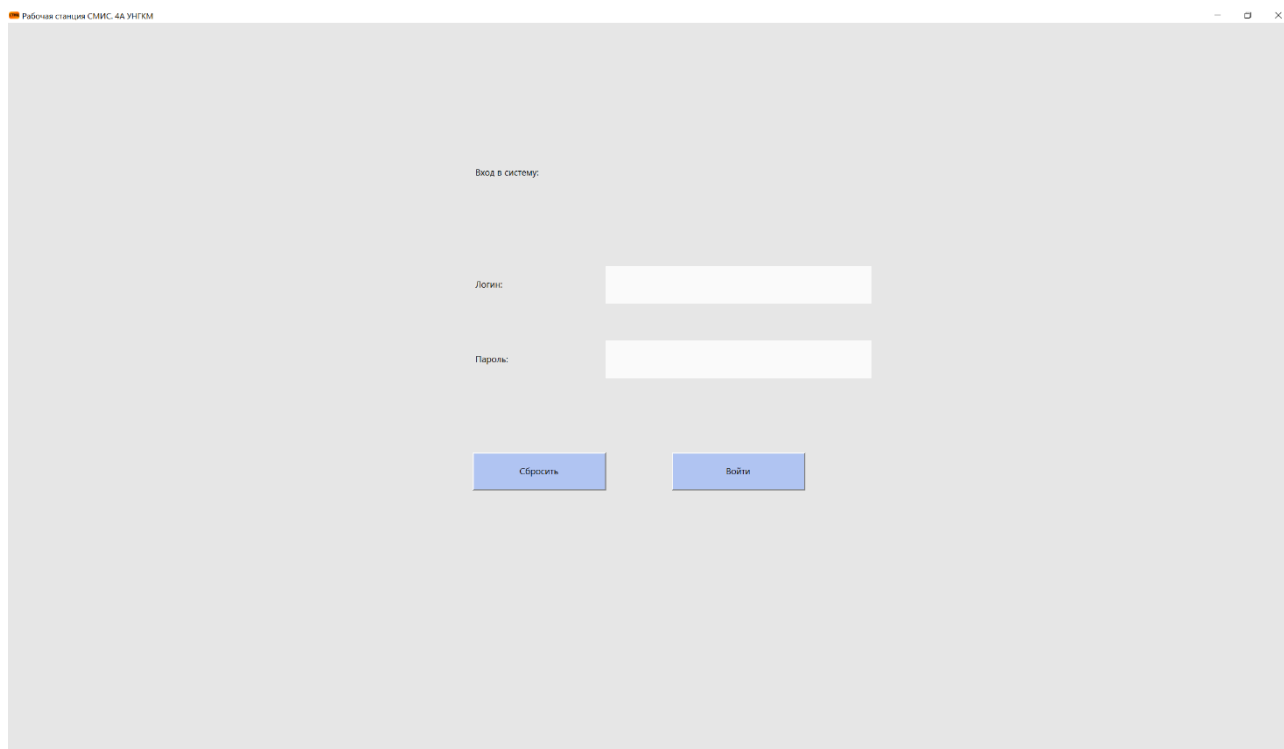 Рабочая станция СМИС. 4А УНГКМ
Вход в систему:
Логин:
Пароль:
Сбросить
Войти